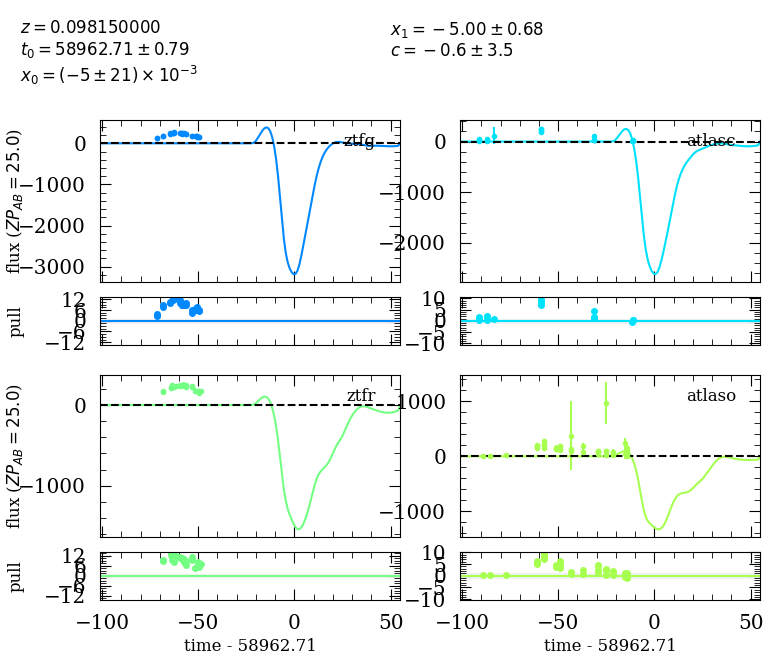 z = 0.098150000
t₀ = 58962.71 ± 0.79
x₀ = (−5 ± 21) × 10⁻³
x₁ = −5.00 ± 0.68
c = −0.6 ± 3.5
ztfg
0
−1000
−2000
−3000
flux (ZP_AB = 25.0)
atlasc
0
−1000
−2000
12
6
0
−6
−12
pull
10
5
0
−5
−10
ztfr
0
−1000
flux (ZP_AB = 25.0)
atlaso
1000
0
−1000
12
6
0
−6
−12
pull
10
5
0
−5
−10
−100 −50 0 50
time - 58962.71
−100 −50 0 50
time - 58962.71